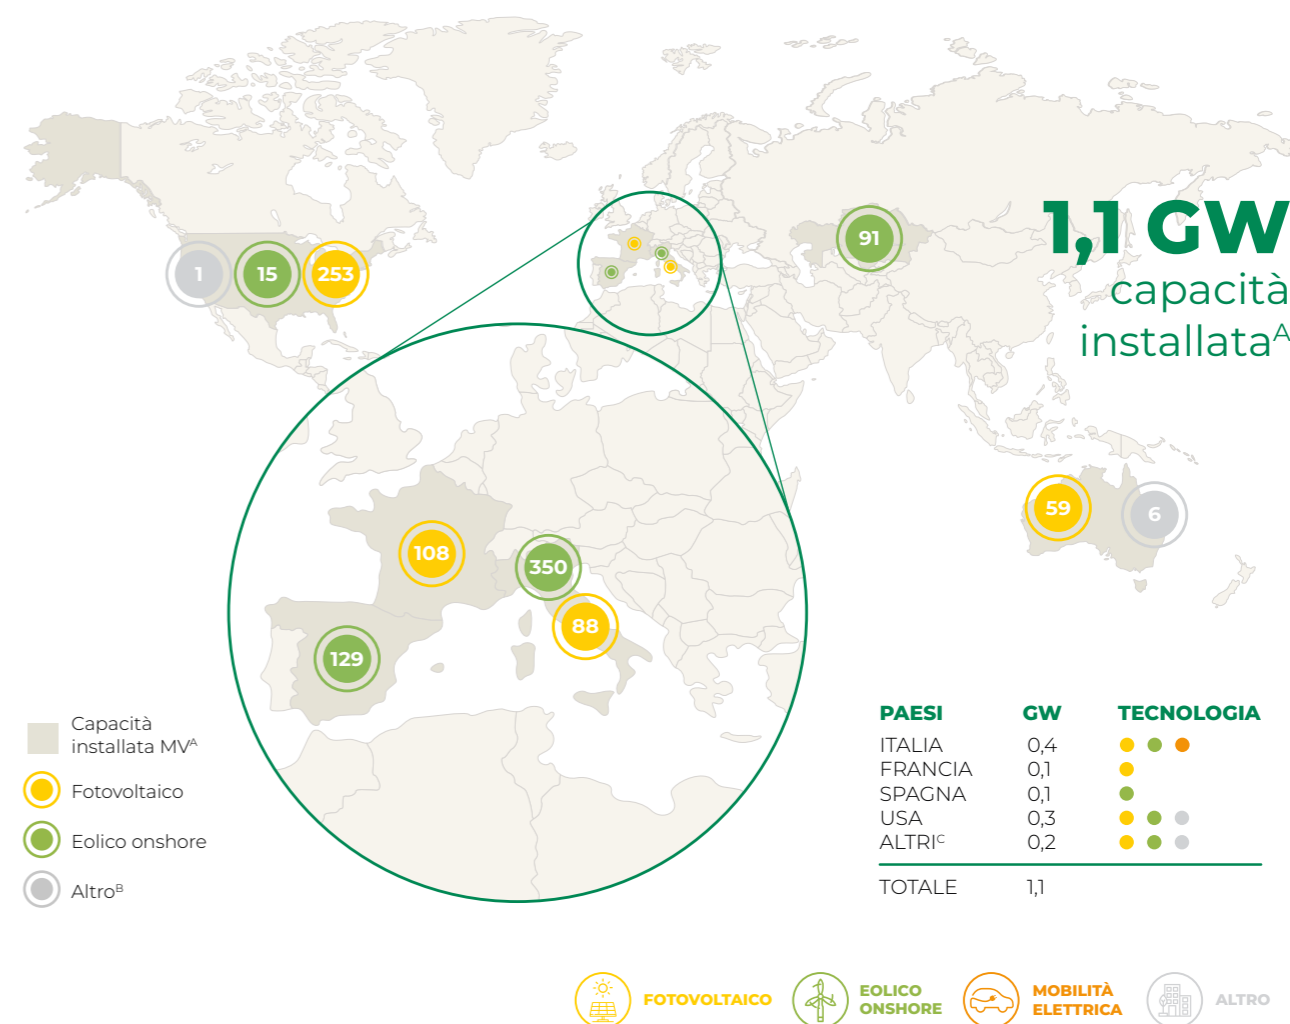 1,1 GW
capacità
installataᴬ
1
15
253
91
59
6
108
350
88
129
Capacità
installata MVᴬ
Fotovoltaico
Eolico onshore
Altroᴮ
PAESI GW TECNOLOGIA
ITALIA 0,4
FRANCIA 0,1
SPAGNA 0,1
USA 0,3
ALTRIᶜ 0,2
TOTALE 1,1
FOTOVOLTAICO
EOLICO
ONSHORE
MOBILITÀ
ELETTRICA
ALTRO